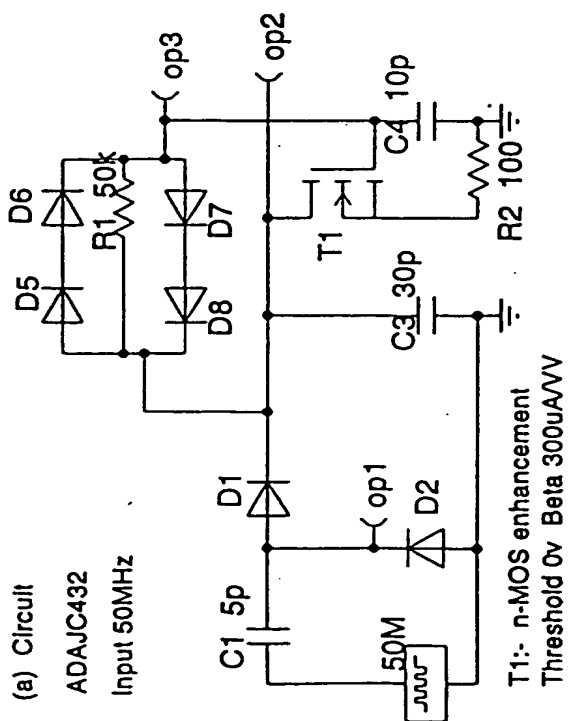 (a) Circuit
ADAJC432
Input 50MHz
D5
D6
R1
50k
D8
D7
op3
op2
D1
C1
5p
op1
D2
50M
C3
30p
T1
C4
10p
R2
100
T1:- n-MOS enhancement
Threshold 0v Beta 300uA/VV